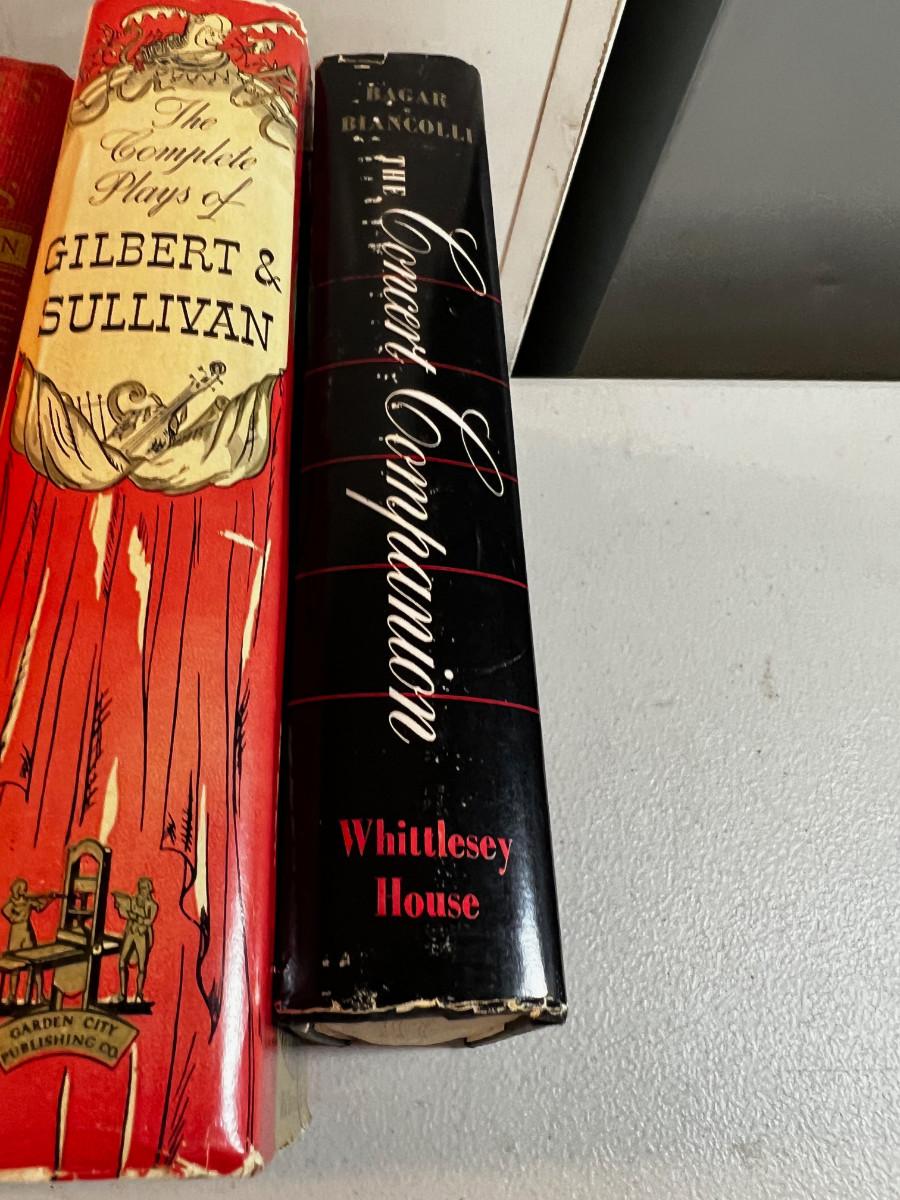 The
Complete
Plays of
GILBERT &
SULLIVAN
GARDEN CITY
PUBLISHING CO.
BAGAR
BIANCOLLI
THE Concert Companion
Whittlesey
House